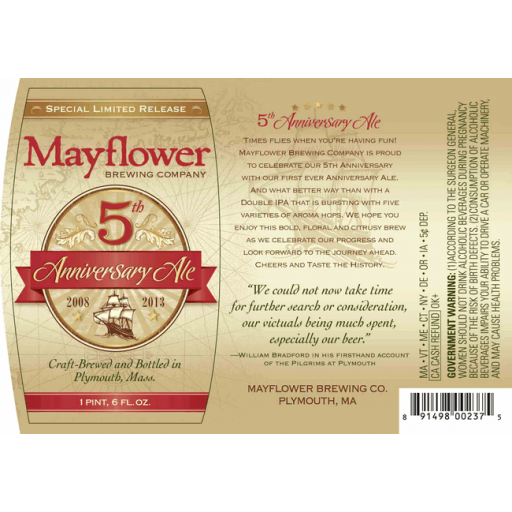 SPECIAL LIMITED RELEASE
Mayflower
BREWING COMPANY
5th
Anniversary Ale
2008 2013
Craft-Brewed and Bottled in
Plymouth, Mass.
1 PINT, 6 FL. OZ.
5th Anniversary Ale
TIMES FLIES WHEN YOU'RE HAVING FUN!
MAYFLOWER BREWING COMPANY IS PROUD
TO CELEBRATE OUR 5TH ANNIVERSARY
WITH OUR FIRST EVER ANNIVERSARY ALE.
AND WHAT BETTER WAY THAN WITH A
DOUBLE IPA THAT IS BURSTING WITH FIVE
VARIETIES OF AROMA HOPS. WE HOPE YOU
ENJOY THIS BOLD, FLORAL AND CITRUSY BREW
AS WE CELEBRATE OUR PROGRESS AND
LOOK FORWARD TO THE JOURNEY AHEAD.
CHEERS AND TASTE THE HISTORY.
"We could not now take time
for further search or consideration,
our victuals being much spent,
especially our beer."
—WILLIAM BRADFORD IN HIS FIRSTHAND ACCOUNT
OF THE PILGRIMS AT PLYMOUTH
MAYFLOWER BREWING CO.
PLYMOUTH, MA
MA • VT • ME • CT • NY • DE • OR • IA • 5¢ DEP.
CA CASH REFUND OK+
GOVERNMENT WARNING: (1)ACCORDING TO THE SURGEON GENERAL,
WOMEN SHOULD NOT DRINK ALCOHOLIC BEVERAGES DURING PREGNANCY
BECAUSE OF THE RISK OF BIRTH DEFECTS. (2)CONSUMPTION OF ALCOHOLIC
BEVERAGES IMPAIRS YOUR ABILITY TO DRIVE A CAR OR OPERATE MACHINERY,
AND MAY CAUSE HEALTH PROBLEMS.
8 91498 00237 5